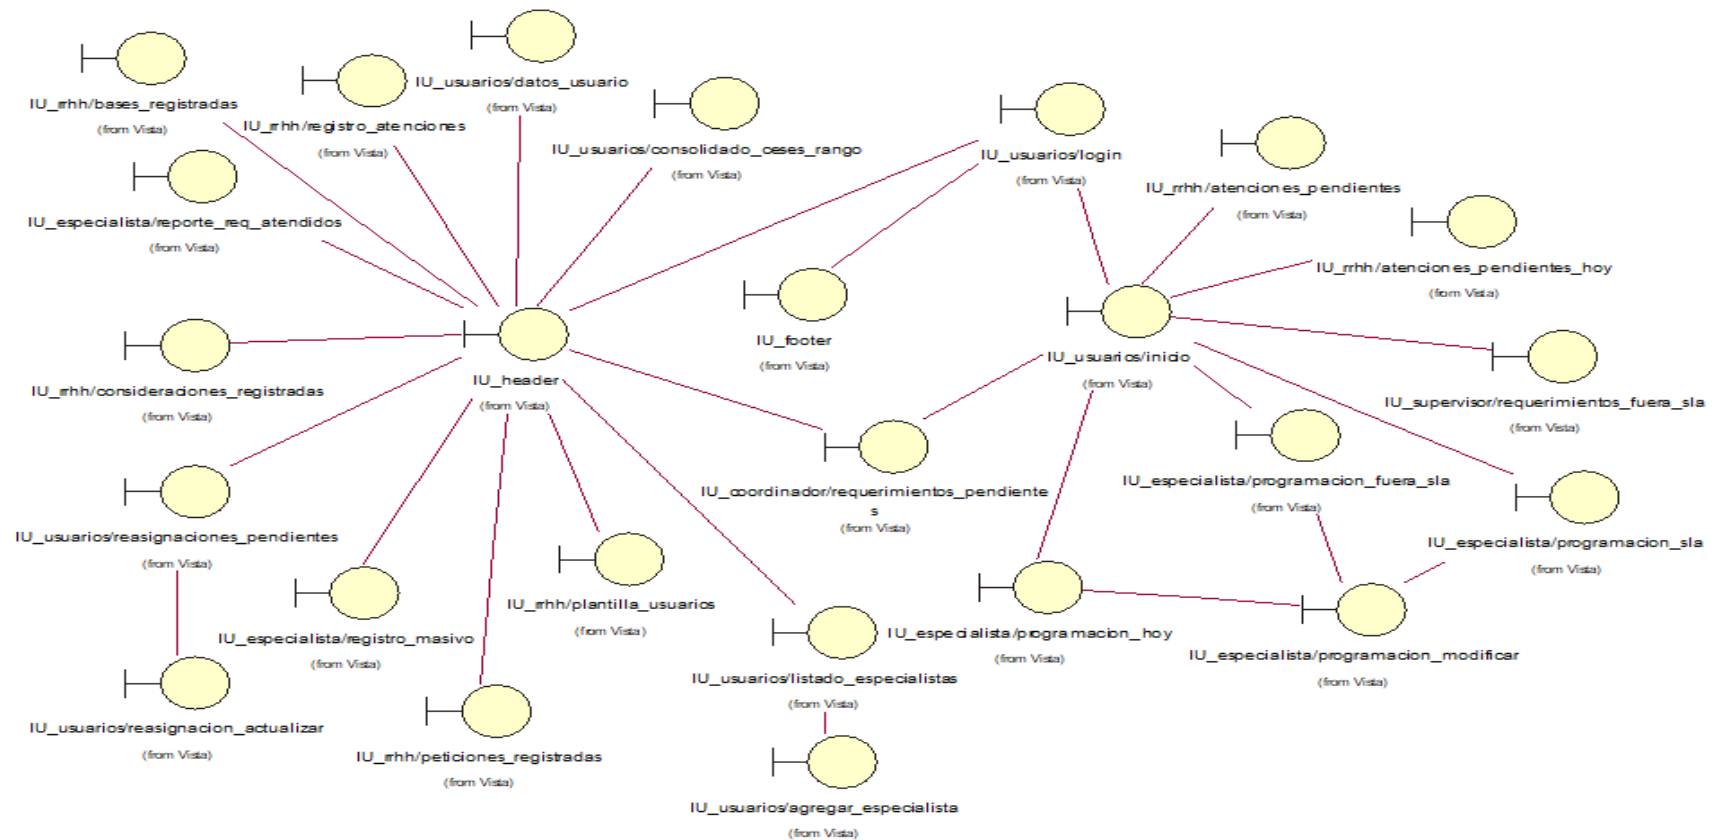 IU_usuarios/datos_usuario
(from Vista)
IU_rrhh/bases_registradas
(from Vista)
IU_rrhh/registro_atenciones
(from Vista)
IU_usuarios/consolidado_ceses_rango
(from Vista)
IU_usuarios/login
(from Vista)
IU_rrhh/atenciones_pendientes
(from Vista)
IU_especialista/reporte_req_atendidos
(from Vista)
IU_rrhh/atenciones_pendientes_hoy
(from Vista)
IU_footer
(from Vista)
IU_usuarios/inicio
(from Vista)
IU_header
(from Vista)
IU_rrhh/consideraciones_registradas
(from Vista)
IU_supervisor/requerimientos_fuera_sla
(from Vista)
IU_coordinador/requerimientos_pendiente
s
(from Vista)
IU_especialista/programacion_fuera_sla
(from Vista)
IU_usuarios/reasignaciones_pendientes
(from Vista)
IU_especialista/programacion_sla
(from Vista)
IU_rrhh/plantilla_usuarios
(from Vista)
IU_especialista/registro_masivo
(from Vista)
IU_especialista/programacion_hoy
(from Vista)
IU_especialista/programacion_modificar
(from Vista)
IU_usuarios/listado_especialistas
(from Vista)
IU_usuarios/reasignacion_actualizar
(from Vista)
IU_rrhh/peticiones_registradas
(from Vista)
IU_usuarios/agregar_especialista
(from Vista)